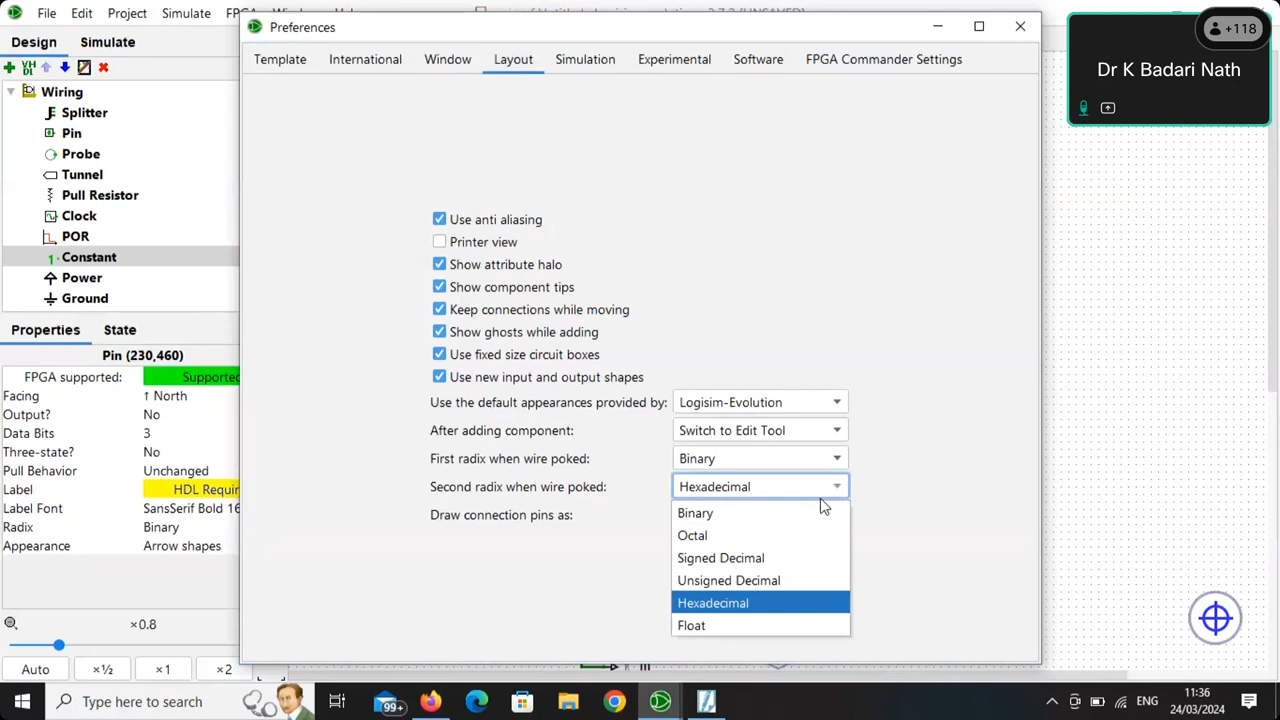 File Edit Project Simulate
Preferences
+118
Dr K Badari Nath
Design Simulate
Template International Window Layout Simulation Experimental Software FPGA Commander Settings
Wiring
Splitter
Pin
Probe
Tunnel
Pull Resistor
Clock
POR
Constant
Power
Ground
Use anti aliasing
Printer view
Show attribute halo
Show component tips
Keep connections while moving
Show ghosts while adding
Use fixed size circuit boxes
Use new input and output shapes
Use the default appearances provided by: Logisim-Evolution
After adding component: Switch to Edit Tool
First radix when wire poked: Binary
Second radix when wire poked: Hexadecimal
Draw connection pins as:
Binary
Octal
Signed Decimal
Unsigned Decimal
Hexadecimal
Float
Properties State
Pin (230,460)
FPGA supported: Supported
Facing ↑ North
Output? No
Data Bits 3
Three-state? No
Pull Behavior Unchanged
Label HDL Requir
Label Font SansSerif Bold 16
Radix Binary
Appearance Arrow shapes
×0.8
Auto ×½ ×1 ×2
Type here to search
99+
ENG
11:36
24/03/2024